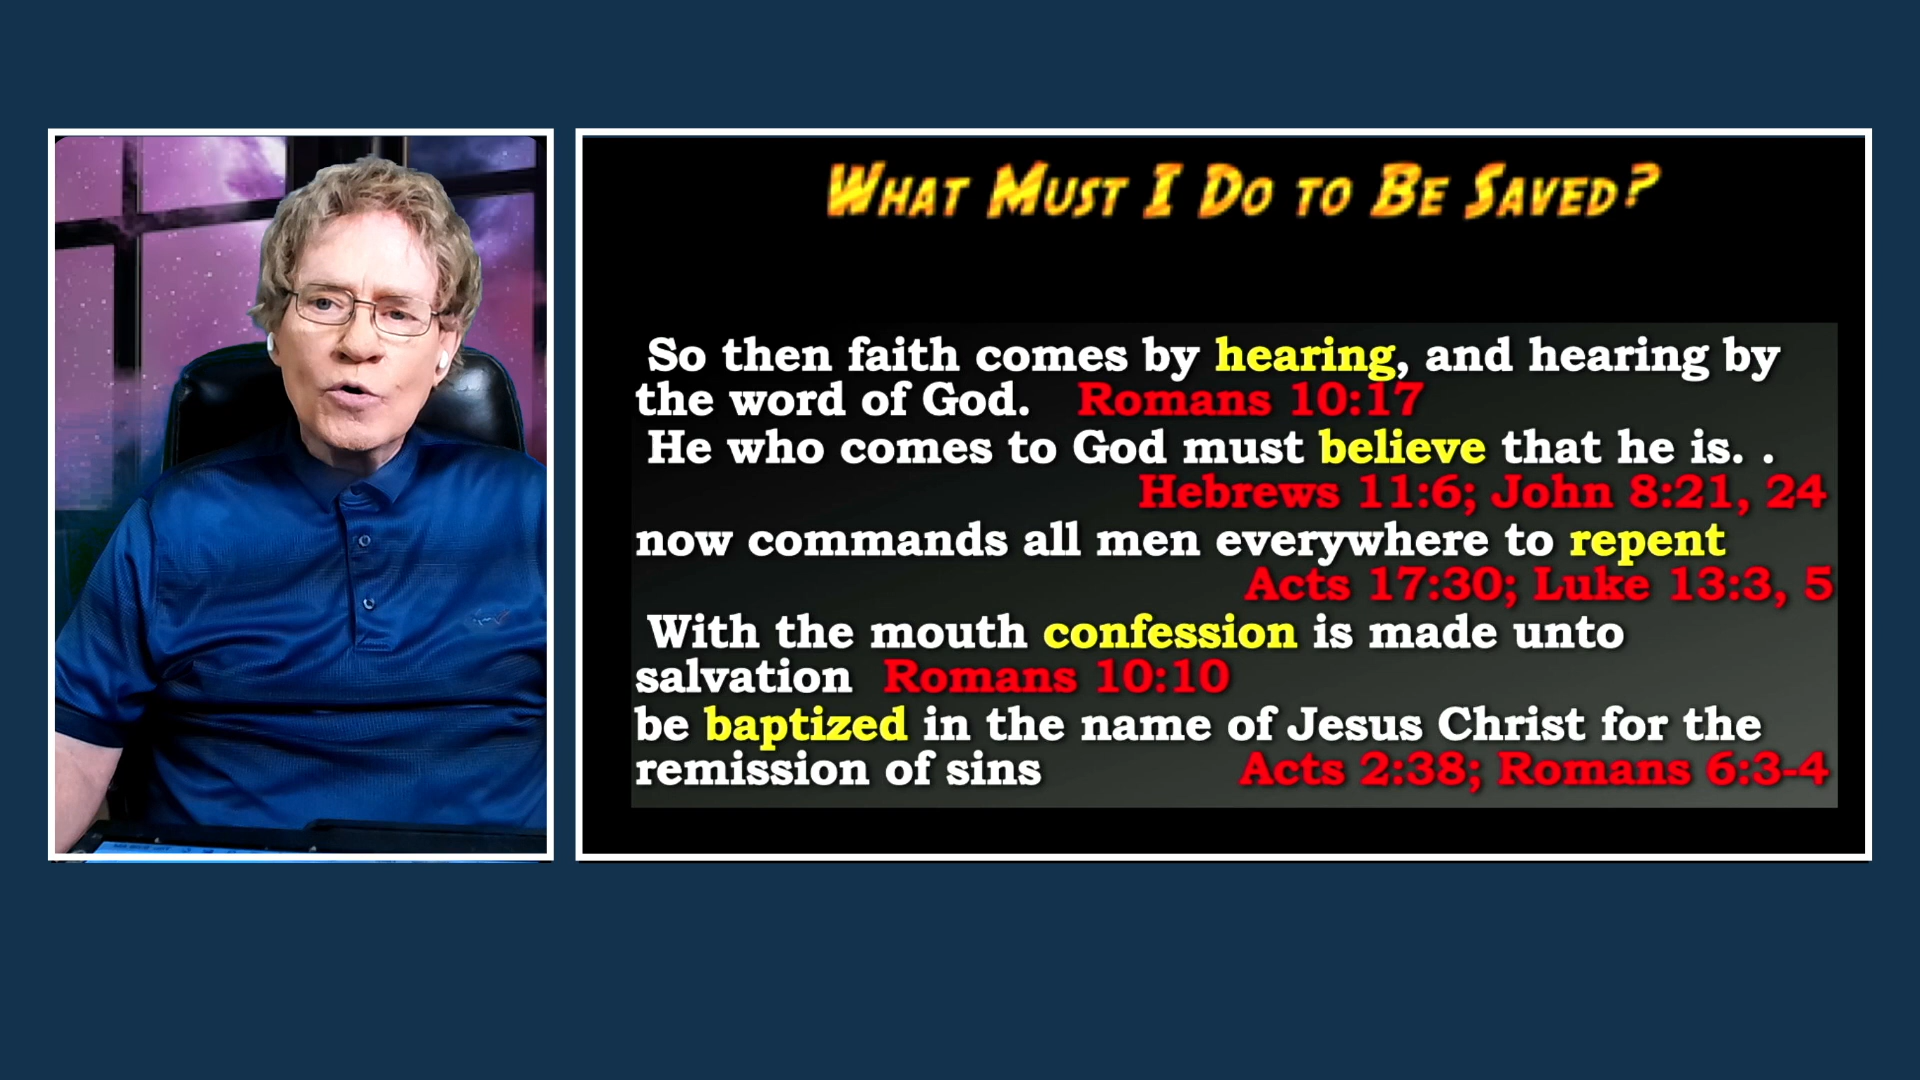 What Must I Do to Be Saved?
So then faith comes by hearing, and hearing by
the word of God. Romans 10:17
He who comes to God must believe that he is. .
Hebrews 11:6; John 8:21, 24
now commands all men everywhere to repent
Acts 17:30; Luke 13:3, 5
With the mouth confession is made unto
salvation Romans 10:10
be baptized in the name of Jesus Christ for the
remission of sins Acts 2:38; Romans 6:3-4